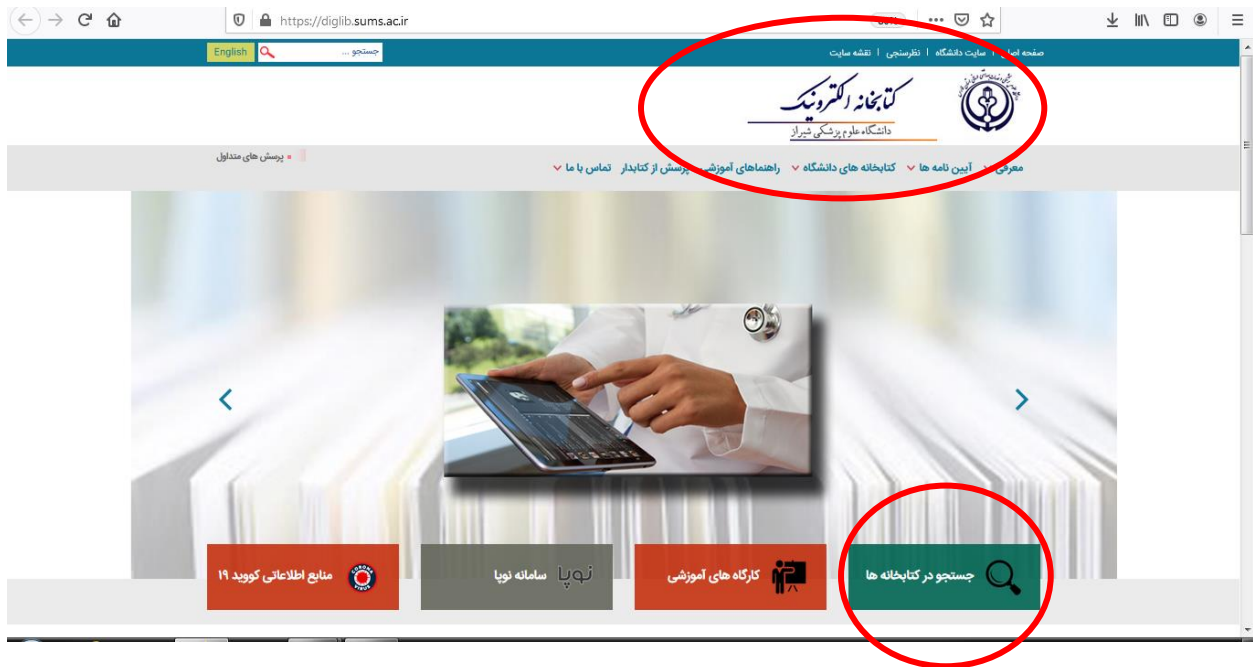 https://diglib.sums.ac.ir
صفحه اصلی | سایت دانشگاه | نظرسنجی | نقشه سایت
جستجو ...
English
کتابخانه الکترونیک
دانشگاه علوم پزشکی شیراز
پرسش های متداول
معرفی آیین نامه ها کتابخانه های دانشگاه راهنماهای آموزشی پرسش از کتابدار تماس با ما
جستجو در کتابخانه ها
کارگاه های آموزشی
نوپا سامانه نوپا
CORONA VIRUS منابع اطلاعاتی کووید ۱۹